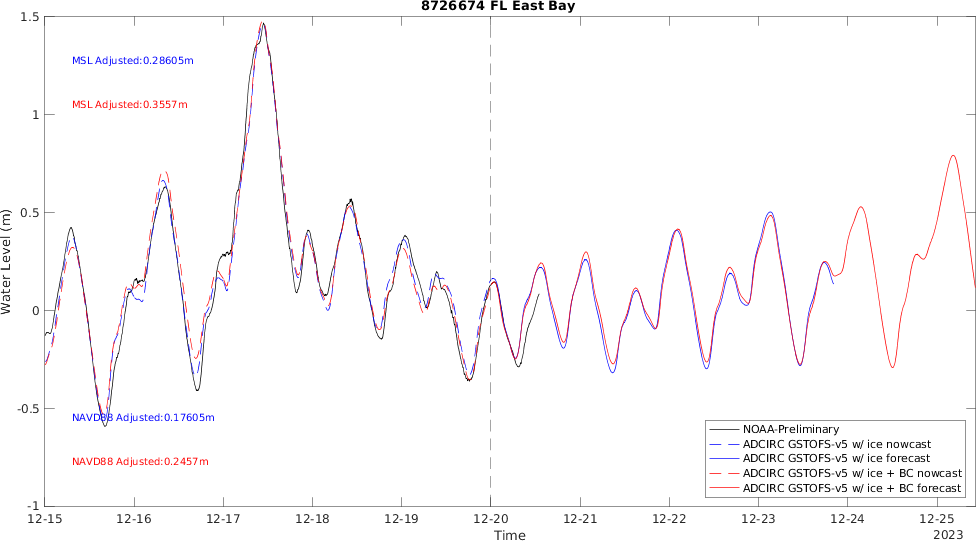 8726674 FL East Bay
1.5
MSL Adjusted:0.28605m
MSL Adjusted:0.3557m
1
0.5
Water Level (m)
0
-0.5
NAVD88 Adjusted:0.17605m
NAVD88 Adjusted:0.2457m
NOAA-Preliminary
ADCIRC GSTOFS-v5 w/ ice nowcast
ADCIRC GSTOFS-v5 w/ ice forecast
ADCIRC GSTOFS-v5 w/ ice + BC nowcast
ADCIRC GSTOFS-v5 w/ ice + BC forecast
-1
12-15 12-16 12-17 12-18 12-19 12-20 12-21 12-22 12-23 12-24 12-25
Time
2023